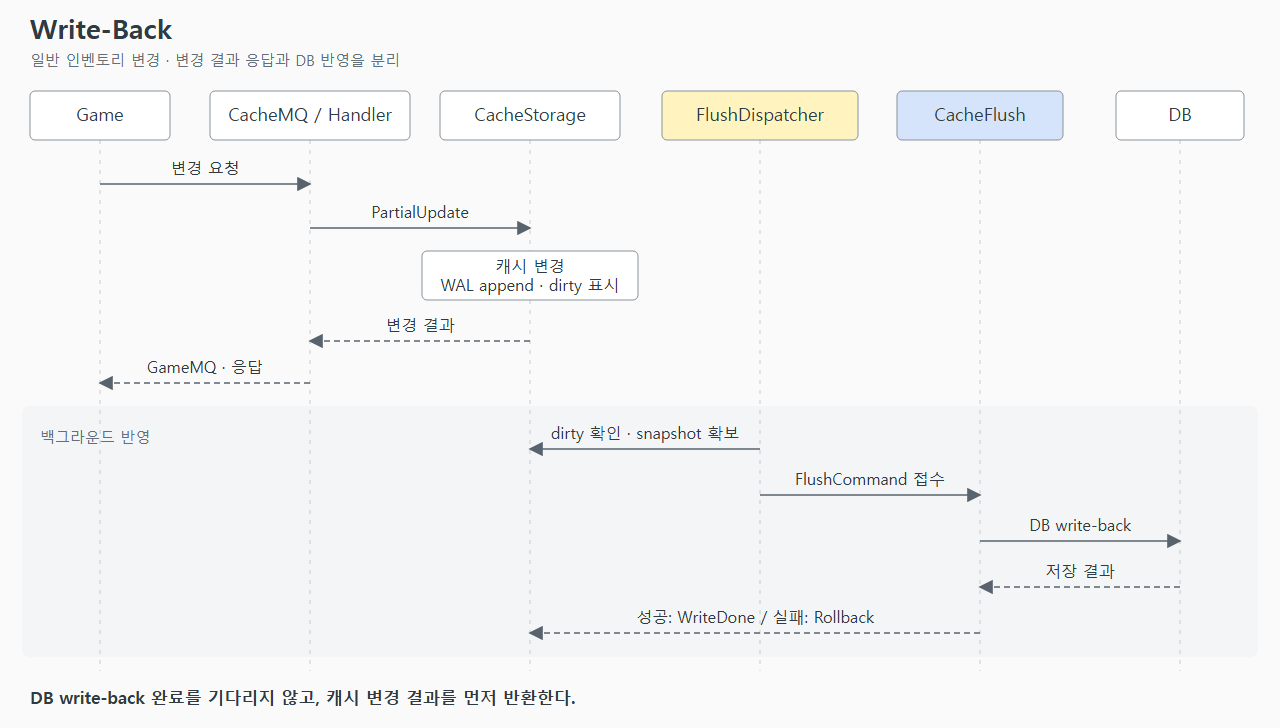 Write-Back
일반 인벤토리 변경 · 변경 결과 응답과 DB 반영을 분리
Game
CacheMQ / Handler
CacheStorage
FlushDispatcher
CacheFlush
DB
변경 요청
PartialUpdate
캐시 변경
WAL append · dirty 표시
변경 결과
GameMQ · 응답
백그라운드 반영
dirty 확인 · snapshot 확보
FlushCommand 접수
DB write-back
저장 결과
성공: WriteDone / 실패: Rollback
DB write-back 완료를 기다리지 않고, 캐시 변경 결과를 먼저 반환한다.